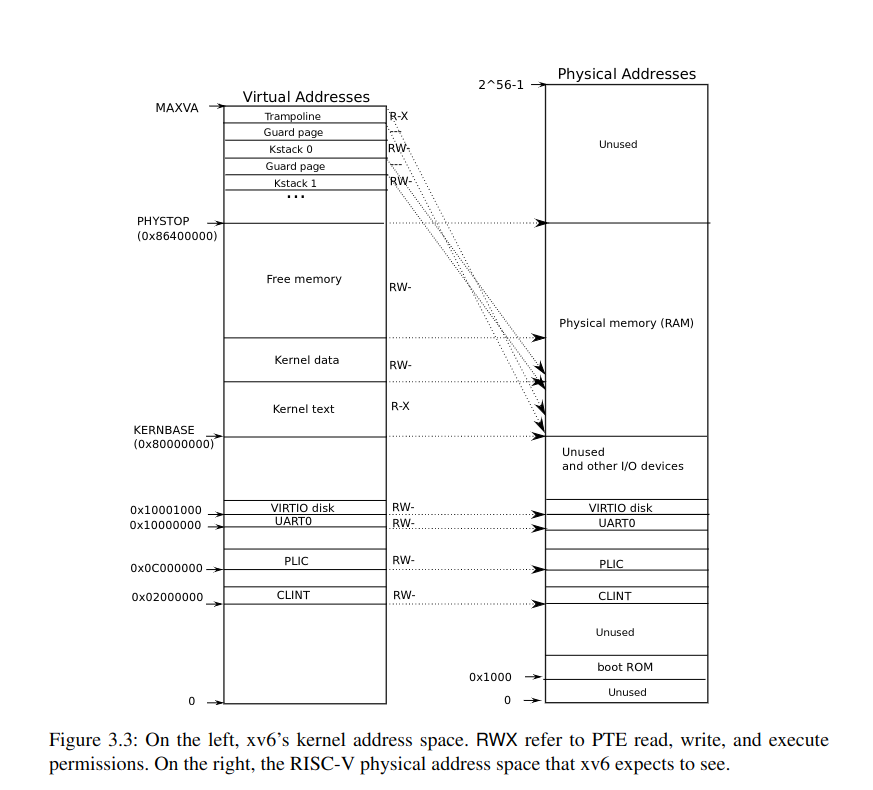 Physical Addresses
2^56-1
Virtual Addresses
MAXVA
Trampoline
R-X
Guard page
---
Unused
Kstack 0
RW-
Guard page
---
Kstack 1
RW-
...
PHYSTOP
(0x86400000)
Free memory
RW-
Physical memory (RAM)
Kernel data
RW-
Kernel text
R-X
KERNBASE
(0x80000000)
Unused
and other I/O devices
0x10001000
VIRTIO disk
RW-
VIRTIO disk
0x10000000
UART0
RW-
UART0
0x0C000000
PLIC
RW-
PLIC
0x02000000
CLINT
RW-
CLINT
Unused
boot ROM
0x1000
Unused
0
0
Figure 3.3: On the left, xv6’s kernel address space. RWX refer to PTE read, write, and execute
permissions. On the right, the RISC-V physical address space that xv6 expects to see.